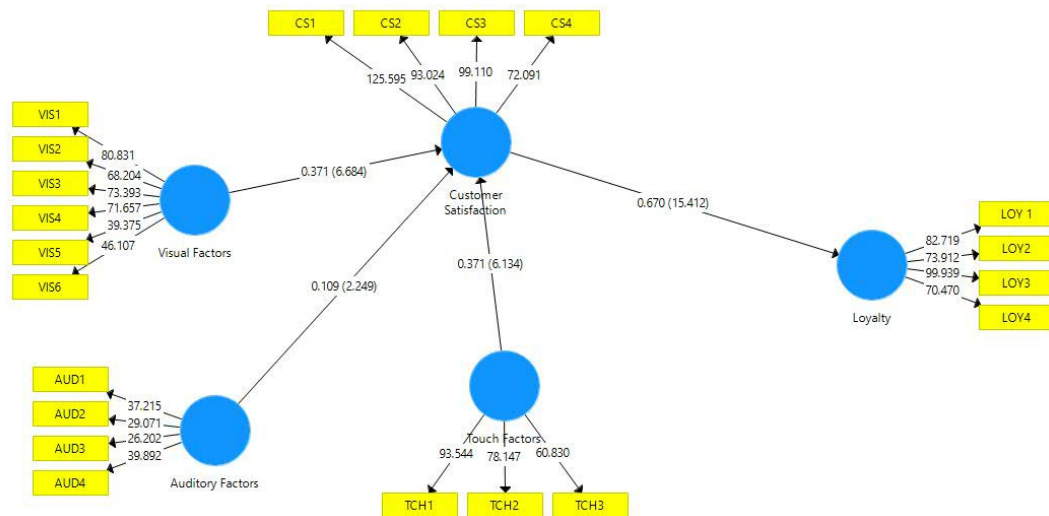 CS1
CS2
CS3
CS4
125.595
93.024
99.110
72.091
VIS1
VIS2
VIS3
VIS4
VIS5
VIS6
80.831
68.204
73.393
71.657
39.375
46.107
Visual Factors
0.371 (6.684)
Customer
Satisfaction
0.670 (15.412)
LOY 1
LOY2
LOY3
LOY4
82.719
73.912
99.939
70.470
Loyalty
0.109 (2.249)
0.371 (6.134)
AUD1
AUD2
AUD3
AUD4
37.215
29.071
26.202
39.892
Auditory Factors
Touch Factors
93.544
78.147
60.830
TCH1
TCH2
TCH3